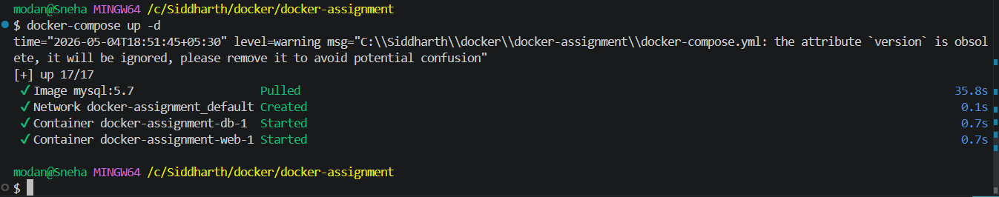 modan@Sneha MINGW64 /c/Siddharth/docker/docker-assignment
$ docker-compose up -d
time="2026-05-04T18:51:45+05:30" level=warning msg="C:\\Siddharth\\docker\\docker-assignment\\docker-compose.yml: the attribute `version` is obsol
ete, it will be ignored, please remove it to avoid potential confusion"
[+] up 17/17
✓ Image mysql:5.7 Pulled 35.8s
✓ Network docker-assignment_default Created 0.1s
✓ Container docker-assignment-db-1 Started 0.7s
✓ Container docker-assignment-web-1 Started 0.7s
modan@Sneha MINGW64 /c/Siddharth/docker/docker-assignment
$